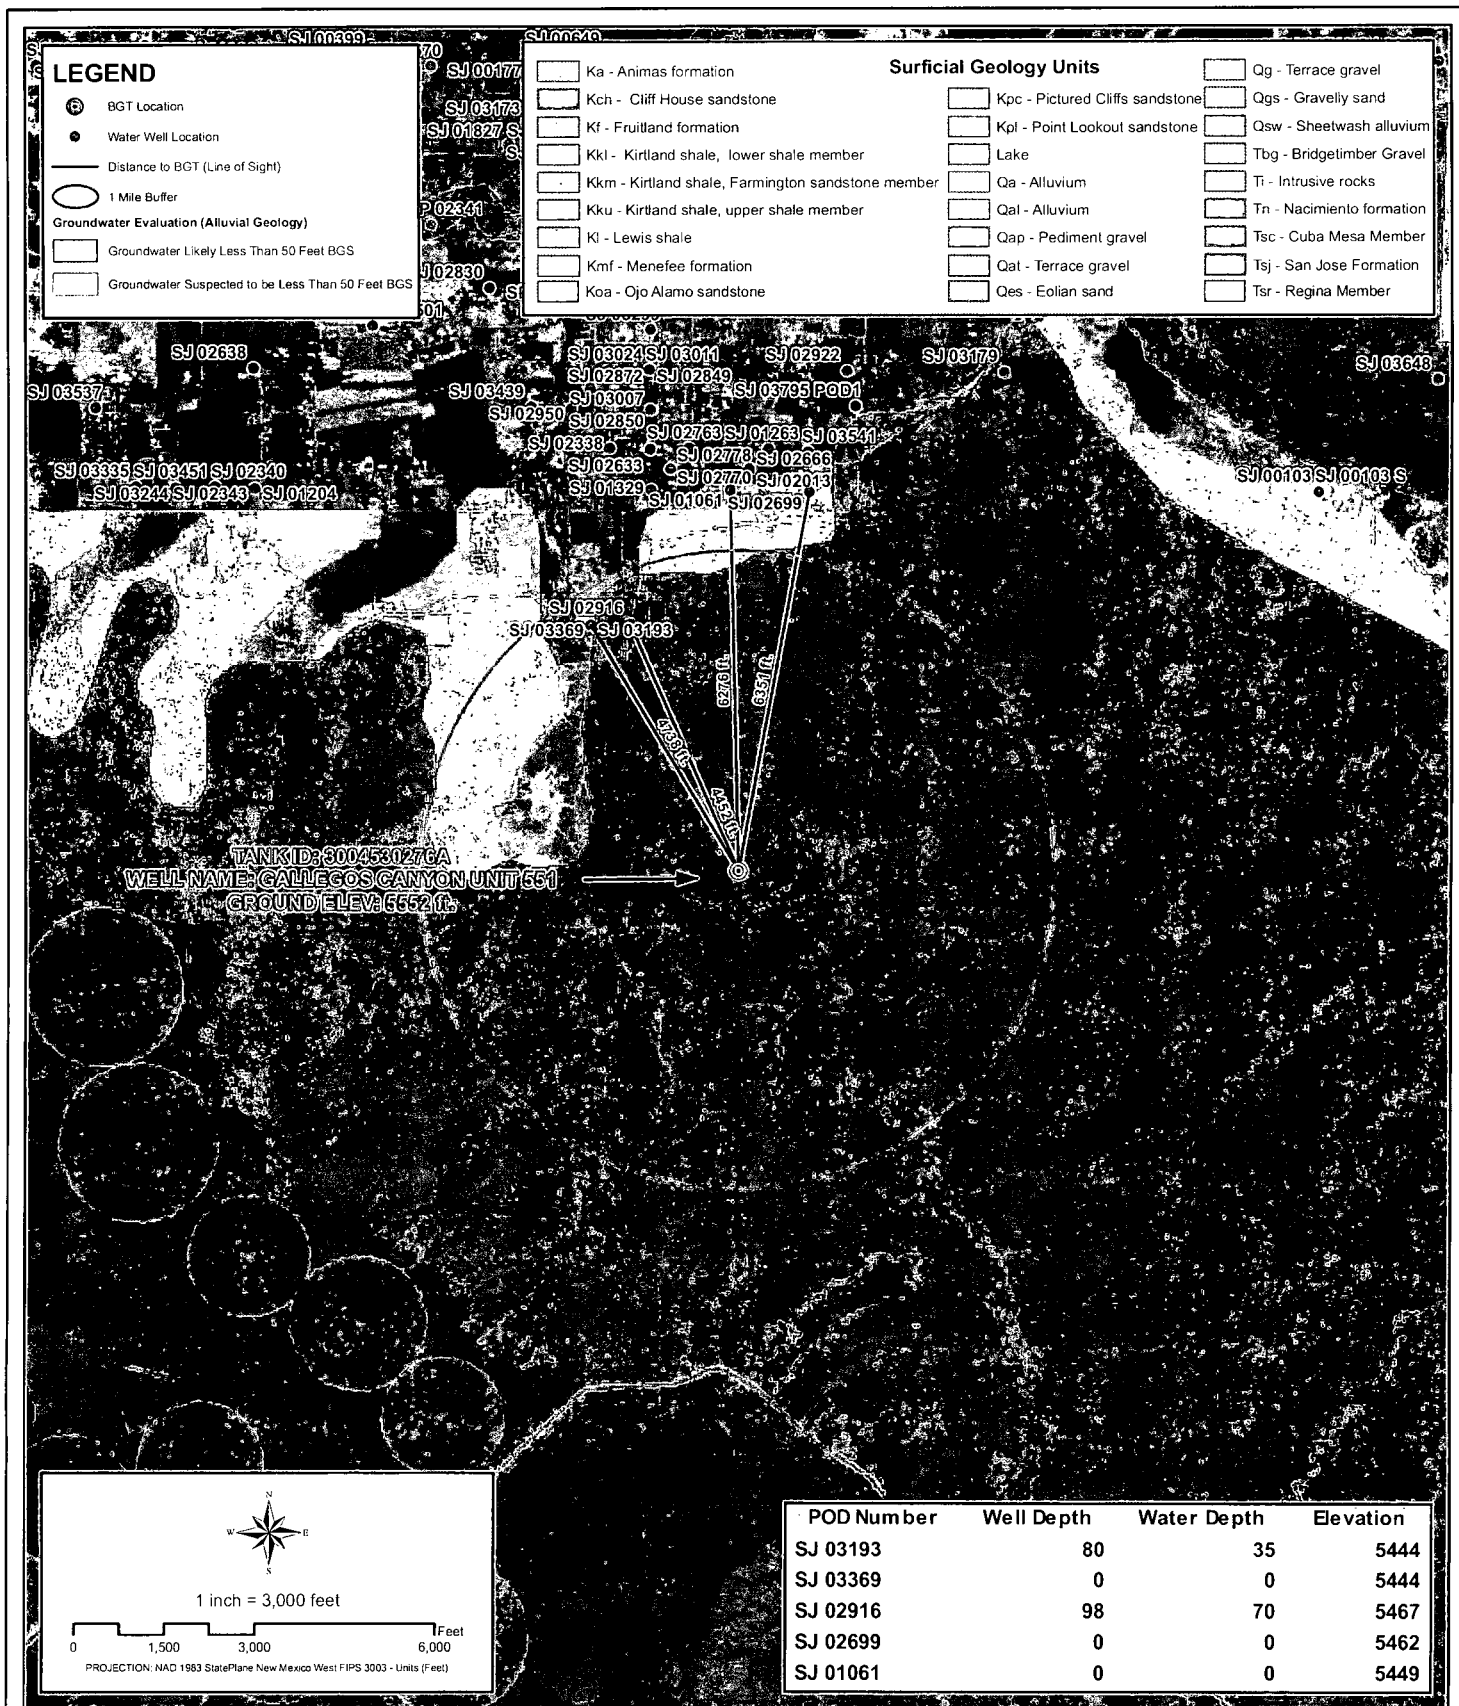 SJ 00399
SJ 00649
SJ 00177
SJ 03173
SJ 01827
P 02341
J 02830
LEGEND
BGT Location
Water Well Location
Distance to BGT (Line of Sight)
1 Mile Buffer
Groundwater Evaluation (Alluvial Geology)
Groundwater Likely Less Than 50 Feet BGS
Groundwater Suspected to be Less Than 50 Feet BGS
Surficial Geology Units
Ka - Animas formation
Kch - Cliff House sandstone
Kf - Fruitland formation
Kkl - Kirtland shale, lower shale member
Kkm - Kirtland shale, Farmington sandstone member
Kku - Kirtland shale, upper shale member
Kl - Lewis shale
Kmf - Menefee formation
Koa - Ojo Alamo sandstone
Kpc - Pictured Cliffs sandstone
Kpl - Point Lookout sandstone
Lake
Qa - Alluvium
Qal - Alluvium
Qap - Pediment gravel
Qat - Terrace gravel
Qes - Eolian sand
Qg - Terrace gravel
Qgs - Gravelly sand
Qsw - Sheetwash alluvium
Tbg - Bridgetimber Gravel
Ti - Intrusive rocks
Tn - Nacimiento formation
Tsc - Cuba Mesa Member
Tsj - San Jose Formation
Tsr - Regina Member
SJ 02638
SJ 03024 SJ 03011
SJ 02922
SJ 03179
SJ 03648
SJ 02872 SJ 02849
SJ 03537
SJ 03439
SJ 03795 POD1
SJ 03007
SJ 02950
SJ 02850
SJ 02763 SJ 01263 SJ 03541
SJ 02338
SJ 02778 SJ 02666
SJ 02633
SJ 03335 SJ 03451 SJ 02340
SJ 02770 SJ 02013
SJ 00103 SJ 00103 S
SJ 03244 SJ 02343 SJ 01204
SJ 01329
SJ 01061 SJ 02699
SJ 02916
SJ 03369 SJ 03193
6276 ft.
6351 ft.
4738 ft.
4452 ft.
TANK ID: 3004530276A
WELL NAME: GALLEGOS CANYON UNIT 551
GROUND ELEV: 5552 ft.
N
W E
S
1 inch = 3,000 feet
Feet
0 1,500 3,000 6,000
PROJECTION: NAD 1983 StatePlane New Mexico West FIPS 3003 - Units (Feet)
POD Number Well Depth Water Depth Elevation
SJ 03193 80 35 5444
SJ 03369 0 0 5444
SJ 02916 98 70 5467
SJ 02699 0 0 5462
SJ 01061 0 0 5449